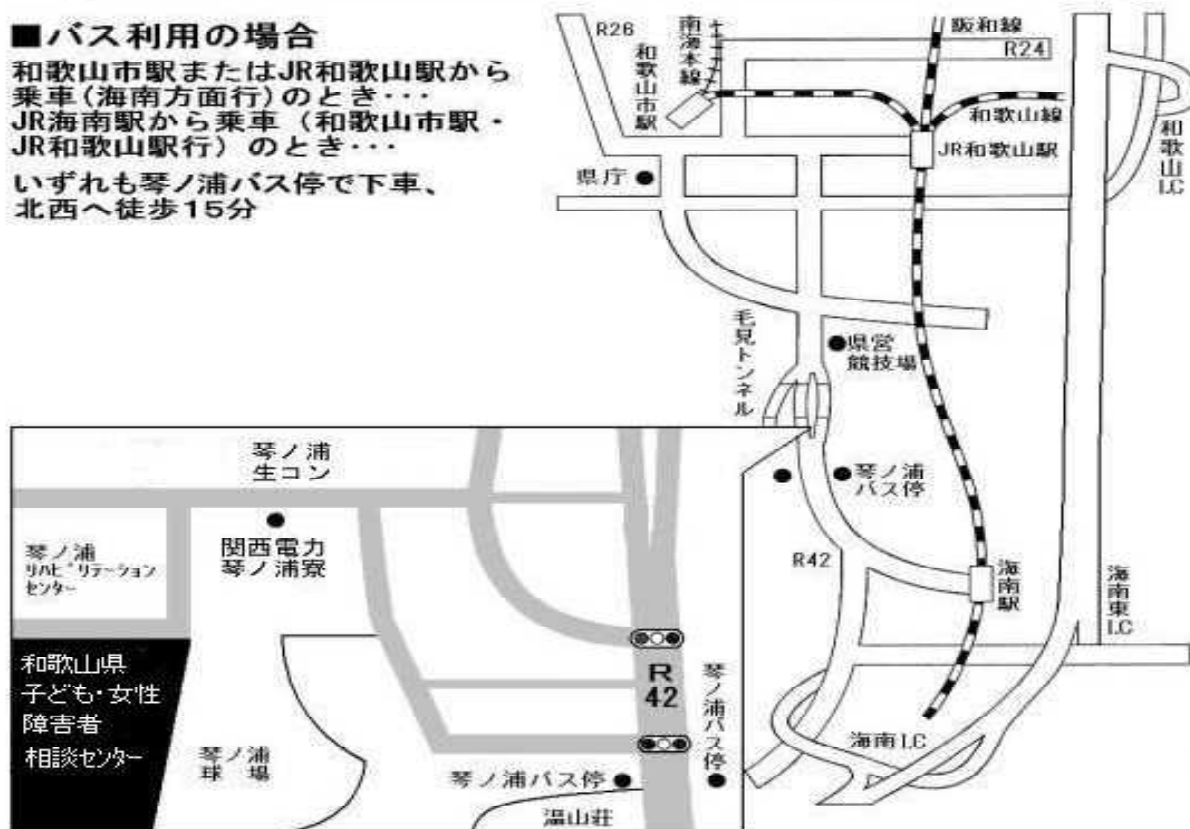 ■バス利用の場合
和歌山市駅またはJR和歌山駅から
乗車(海南方面行)のとき･･･
JR海南駅から乗車（和歌山市駅・
JR和歌山駅行）のとき･･･
いずれも琴ノ浦バス停で下車、
北西へ徒歩15分
R26
南海本線
和歌山市駅
阪和線
R24
和歌山線
JR和歌山駅
和歌山I.C
県庁
毛見トンネル
県営
競技場
琴ノ浦
バス停
R42
海南駅
海南東I.C
海南I.C
琴ノ浦
生コン
琴ノ浦
リハビリテーション
センター
関西電力
琴ノ浦寮
和歌山県
子ども・女性
障害者
相談センター
琴ノ浦
球場
R
42
琴ノ浦バス停
琴ノ浦バス停
温山荘